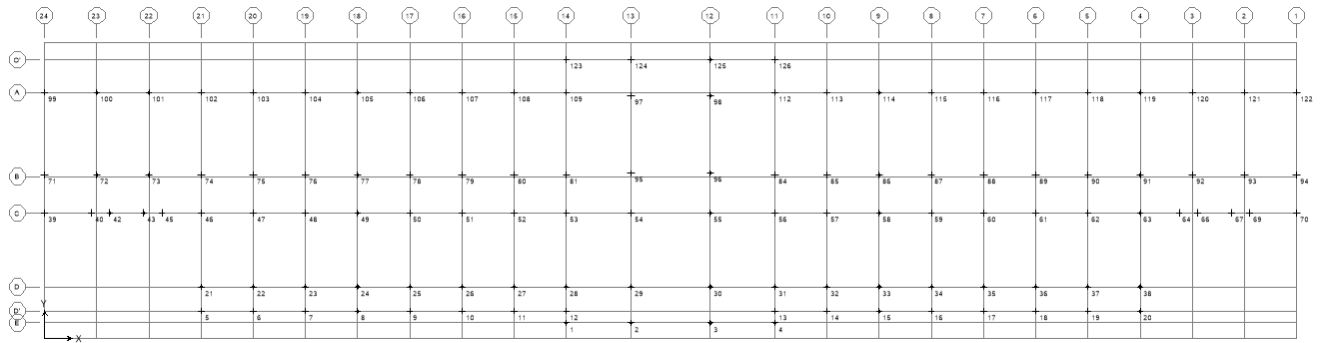 24 23 22 21 20 19 18 17 16 15 14 13 12 11 10 9 8 7 6 5 4 3 2 1
123 124 125 126
A
99 100 101 102 103 104 105 106 107 108 109 97 98 112 113 114 115 116 117 118 119 120 121 122
B
71 72 73 74 75 76 77 78 79 80 81 95 96 84 85 86 87 88 89 90 91 92 93 94
C
39 40 42 43 45 46 47 48 49 50 51 52 53 54 55 56 57 58 59 60 61 62 63 64 66 67 69 70
D
21 22 23 24 25 26 27 28 29 30 31 32 33 34 35 36 37 38
Y
D'
5 6 7 8 9 10 11 12 13 14 15 16 17 18 19 20
E
1 2 3 4
X